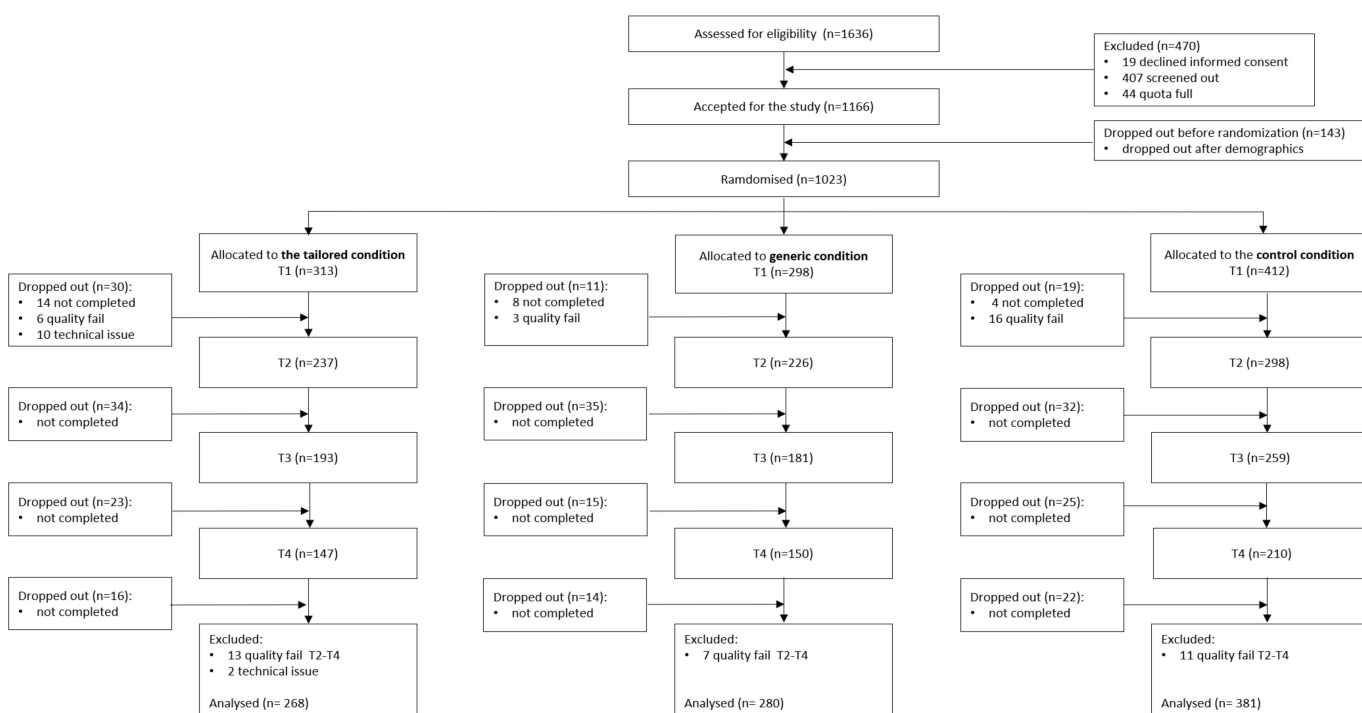 Assessed for eligibility (n=1636)
Excluded (n=470)
• 19 declined informed consent
• 407 screened out
• 44 quota full
Accepted for the study (n=1166)
Dropped out before randomization (n=143)
• dropped out after demographics
Ramdomised (n=1023)
Allocated to the tailored condition
T1 (n=313)
Allocated to generic condition
T1 (n=298)
Allocated to the control condition
T1 (n=412)
Dropped out (n=30):
• 14 not completed
• 6 quality fail
• 10 technical issue
Dropped out (n=11):
• 8 not completed
• 3 quality fail
Dropped out (n=19):
• 4 not completed
• 16 quality fail
T2 (n=237)
T2 (n=226)
T2 (n=298)
Dropped out (n=34):
• not completed
Dropped out (n=35):
• not completed
Dropped out (n=32):
• not completed
T3 (n=193)
T3 (n=181)
T3 (n=259)
Dropped out (n=23):
• not completed
Dropped out (n=15):
• not completed
Dropped out (n=25):
• not completed
T4 (n=147)
T4 (n=150)
T4 (n=210)
Dropped out (n=16):
• not completed
Dropped out (n=14):
• not completed
Dropped out (n=22):
• not completed
Excluded:
• 13 quality fail T2-T4
• 2 technical issue
Analysed (n= 268)
Excluded:
• 7 quality fail T2-T4
Analysed (n= 280)
Excluded:
• 11 quality fail T2-T4
Analysed (n= 381)